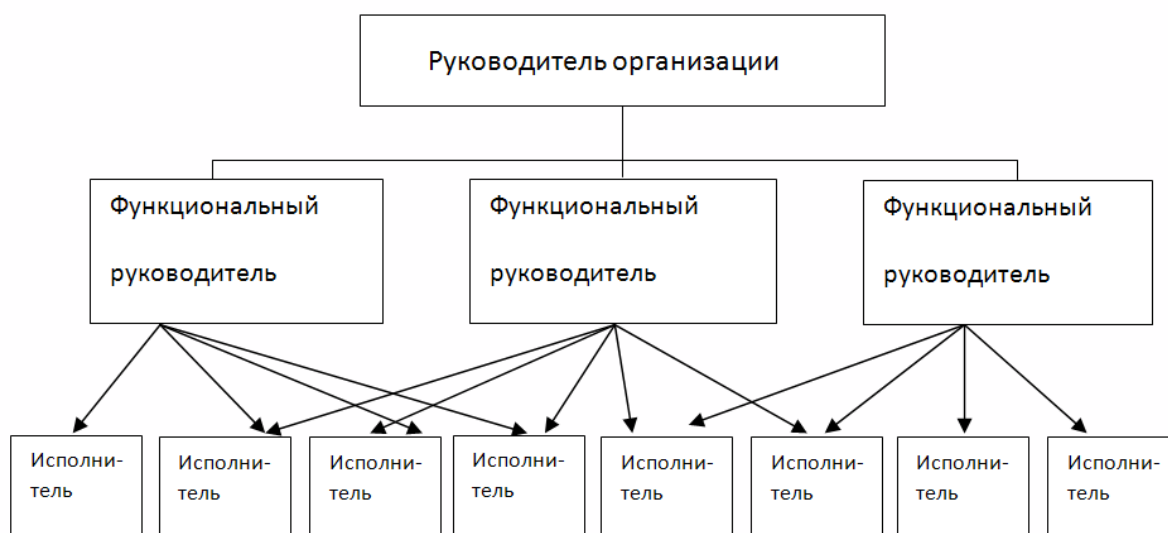 Руководитель организации
Функциональный
руководитель
Функциональный
руководитель
Функциональный
руководитель
Исполни-
тель
Исполни-
тель
Исполни-
тель
Исполни-
тель
Исполни-
тель
Исполни-
тель
Исполни-
тель
Исполни-
тель